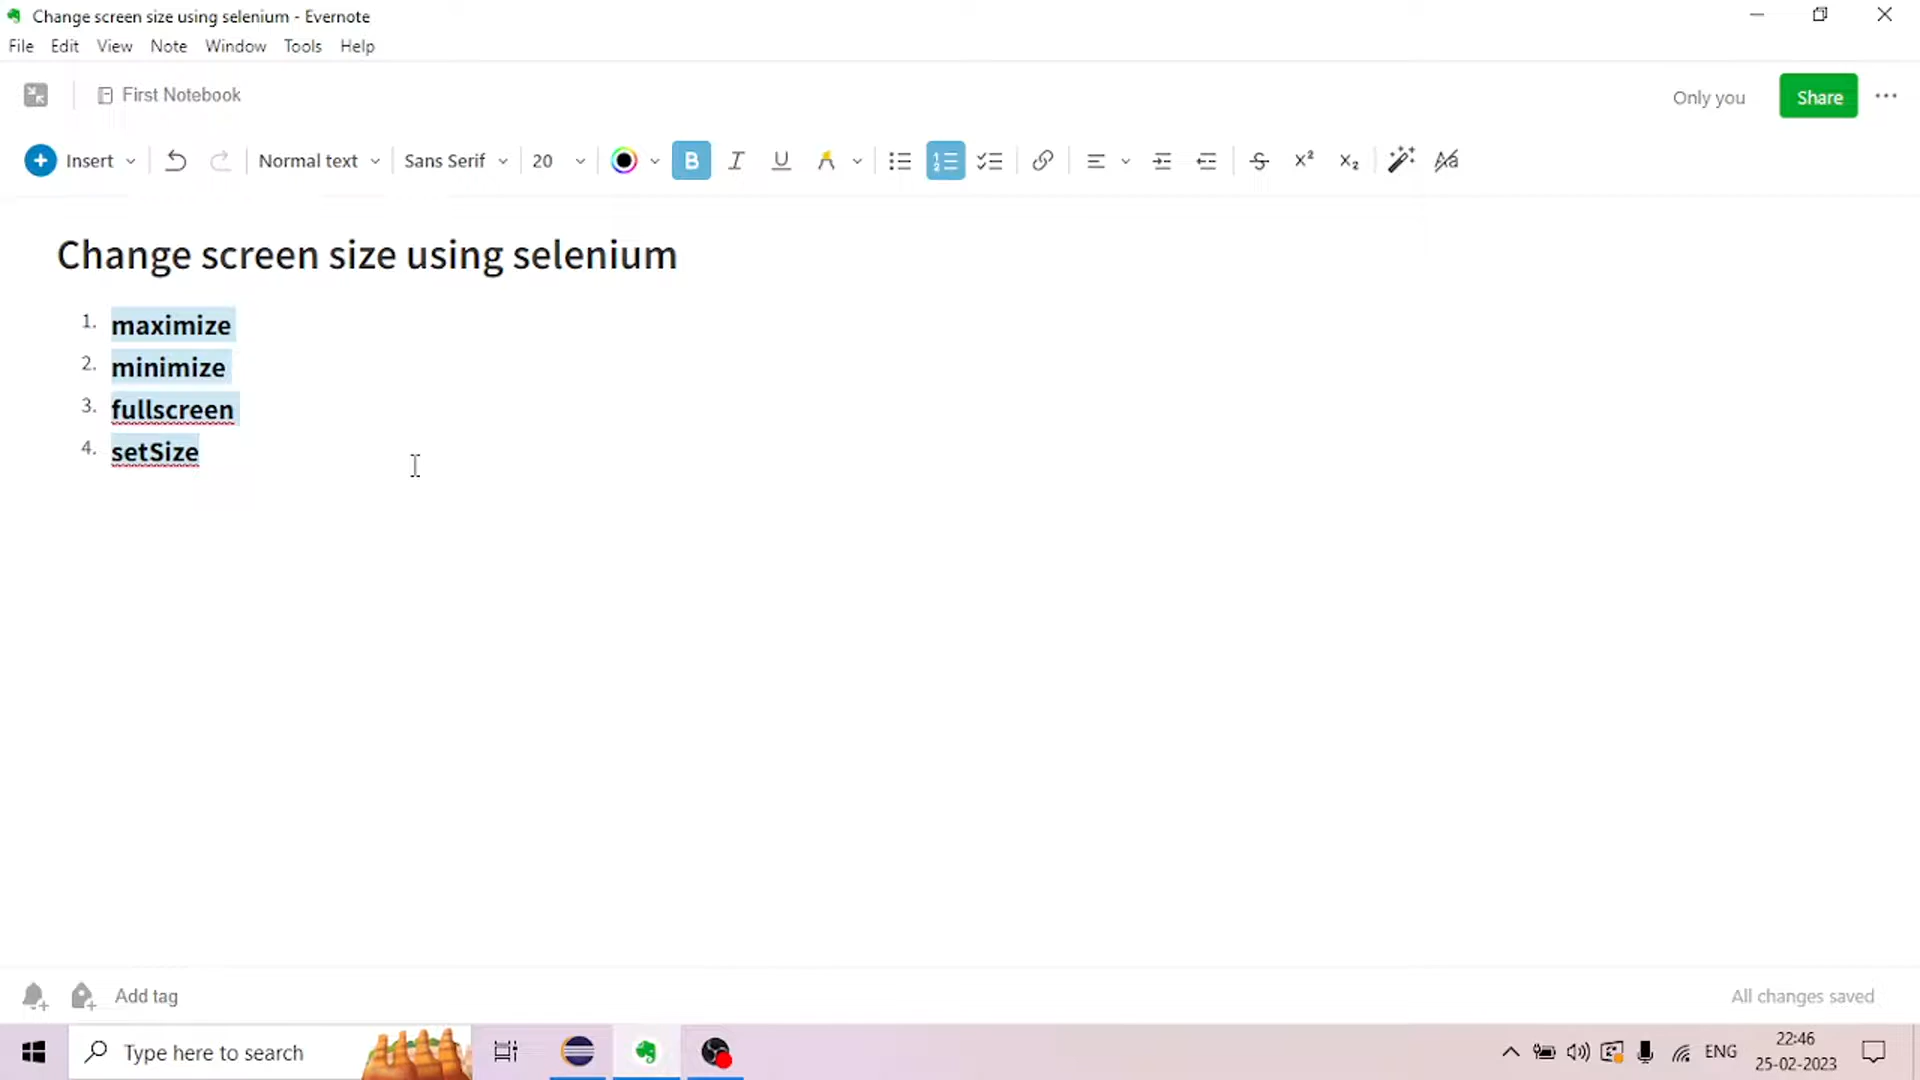 Change screen size using selenium - Evernote
File Edit View Note Window Tools Help
First Notebook
Only you
Share
Insert
Normal text
Sans Serif
20
B
I
U
Change screen size using selenium
1. maximize
2. minimize
3. fullscreen
4. setSize
Add tag
All changes saved
Type here to search
ENG
22:46
25-02-2023